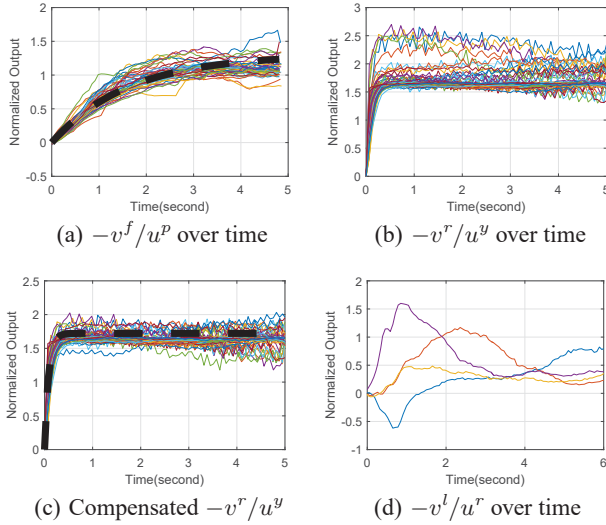 2
1.5
1
0.5
0
-0.5
Normalized Output
0 1 2 3 4 5
Time(second)
(a) −v^f/u^p over time
3
2.5
2
1.5
1
0.5
0
Normalized Output
0 1 2 3 4 5
Time(second)
(b) −v^r/u^y over time
2.5
2
1.5
1
0.5
0
Normalized Output
0 1 2 3 4 5
Time(second)
(c) Compensated −v^r/u^y
2
1.5
1
0.5
0
-0.5
-1
Normalized Output
0 2 4 6
Time(second)
(d) −v^l/u^r over time